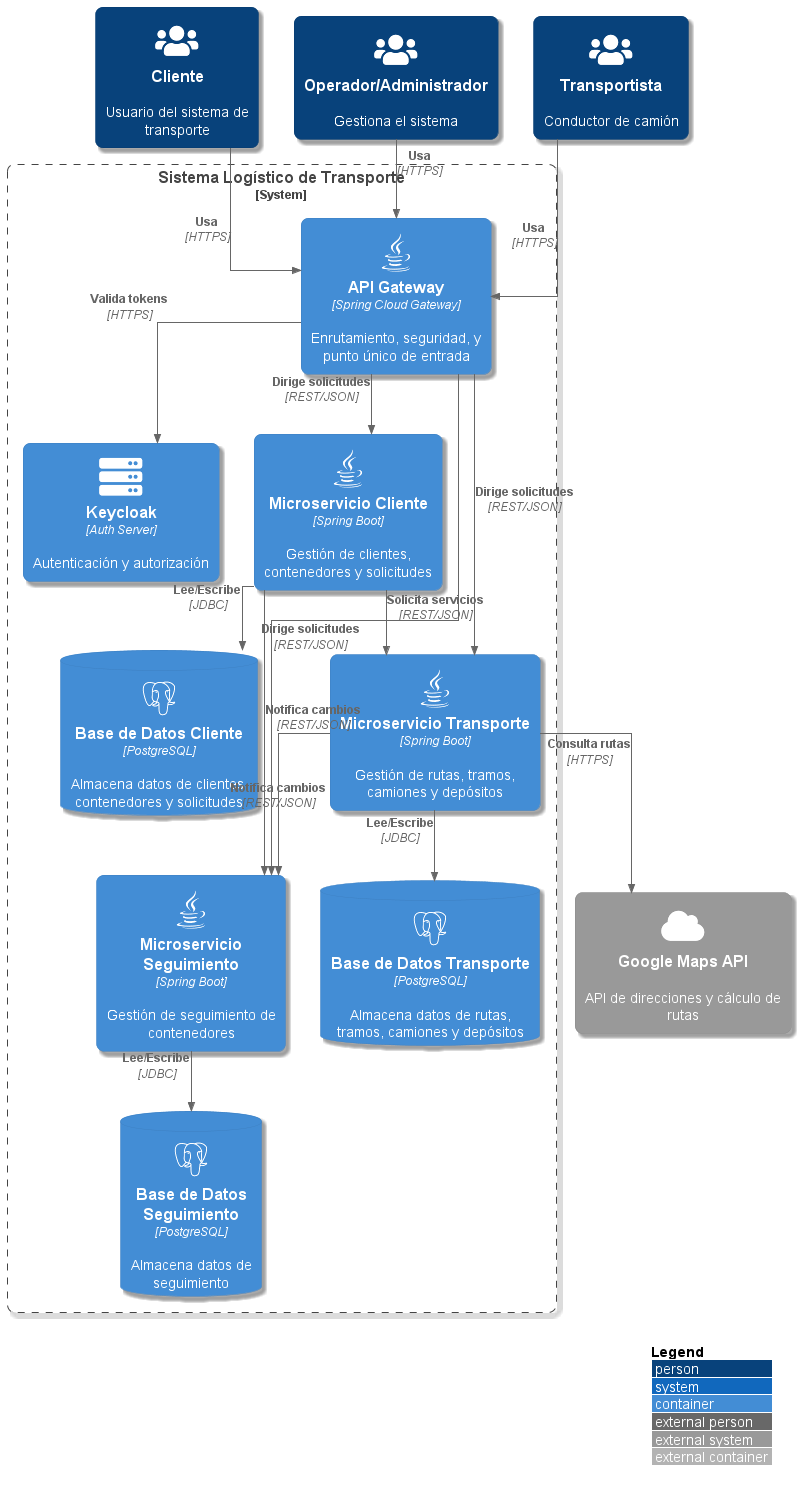 Cliente
Usuario del sistema de
transporte
Operador/Administrador
Gestiona el sistema
Transportista
Conductor de camión
Usa
[HTTPS]
Sistema Logístico de Transporte
[System]
Usa
[HTTPS]
Usa
[HTTPS]
API Gateway
[Spring Cloud Gateway]
Enrutamiento, seguridad, y
punto único de entrada
Valida tokens
[HTTPS]
Dirige solicitudes
[REST/JSON]
Keycloak
[Auth Server]
Autenticación y autorización
Microservicio Cliente
[Spring Boot]
Gestión de clientes,
contenedores y solicitudes
Dirige solicitudes
[REST/JSON]
Lee/Escribe
[JDBC]
Solicita servicios
[REST/JSON]
Dirige solicitudes
[REST/JSON]
Base de Datos Cliente
[PostgreSQL]
Almacena datos de clientes,
contenedores y solicitudes
Notifica cambios
[REST/JSON]
Microservicio Transporte
[Spring Boot]
Gestión de rutas, tramos,
camiones y depósitos
Consulta rutas
[HTTPS]
Notifica cambios
[REST/JSON]
Lee/Escribe
[JDBC]
Microservicio
Seguimiento
[Spring Boot]
Gestión de seguimiento de
contenedores
Base de Datos Transporte
[PostgreSQL]
Almacena datos de rutas,
tramos, camiones y depósitos
Google Maps API
API de direcciones y cálculo de
rutas
Lee/Escribe
[JDBC]
Base de Datos
Seguimiento
[PostgreSQL]
Almacena datos de
seguimiento
Legend
person
system
container
external person
external system
external container